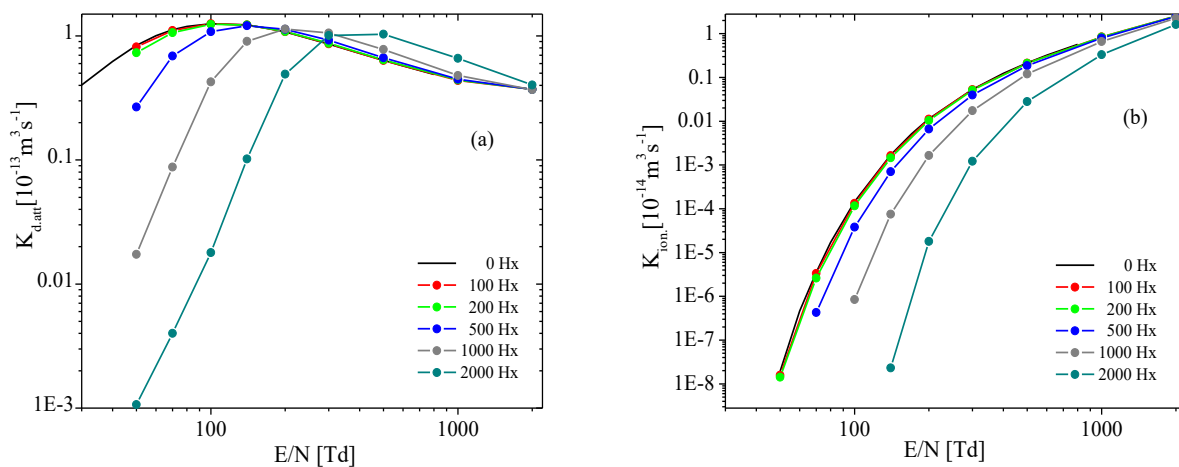 1
0.1
0.01
1E-3
K_d.att [10^-13 m^3 s^-1]
(a)
0 Hx
100 Hx
200 Hx
500 Hx
1000 Hx
2000 Hx
100
1000
E/N [Td]
1
0.1
0.01
1E-3
1E-4
1E-5
1E-6
1E-7
1E-8
K_ion. [10^-14 m^3 s^-1]
(b)
0 Hx
100 Hx
200 Hx
500 Hx
1000 Hx
2000 Hx
100
1000
E/N [Td]